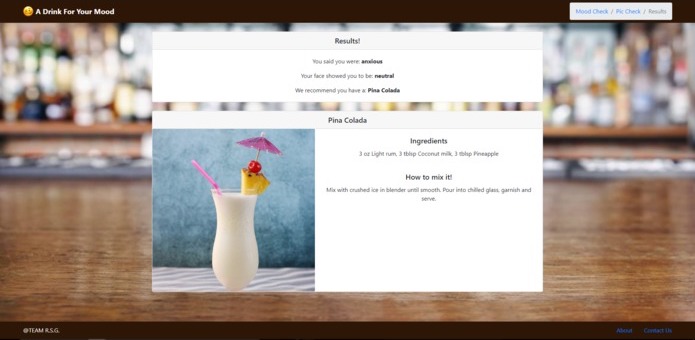 A Drink For Your Mood
Mood Check / Pic Check / Results
Results!
You said you were: anxious
Your face showed you to be: neutral
We recommend you have a: Pina Colada
Pina Colada
Ingredients
3 oz Light rum, 3 tblsp Coconut milk, 3 tblsp Pineapple
How to mix it!
Mix with crushed ice in blender until smooth. Pour into chilled glass, garnish and
serve.
@TEAM R.S.G.
About
Contact Us